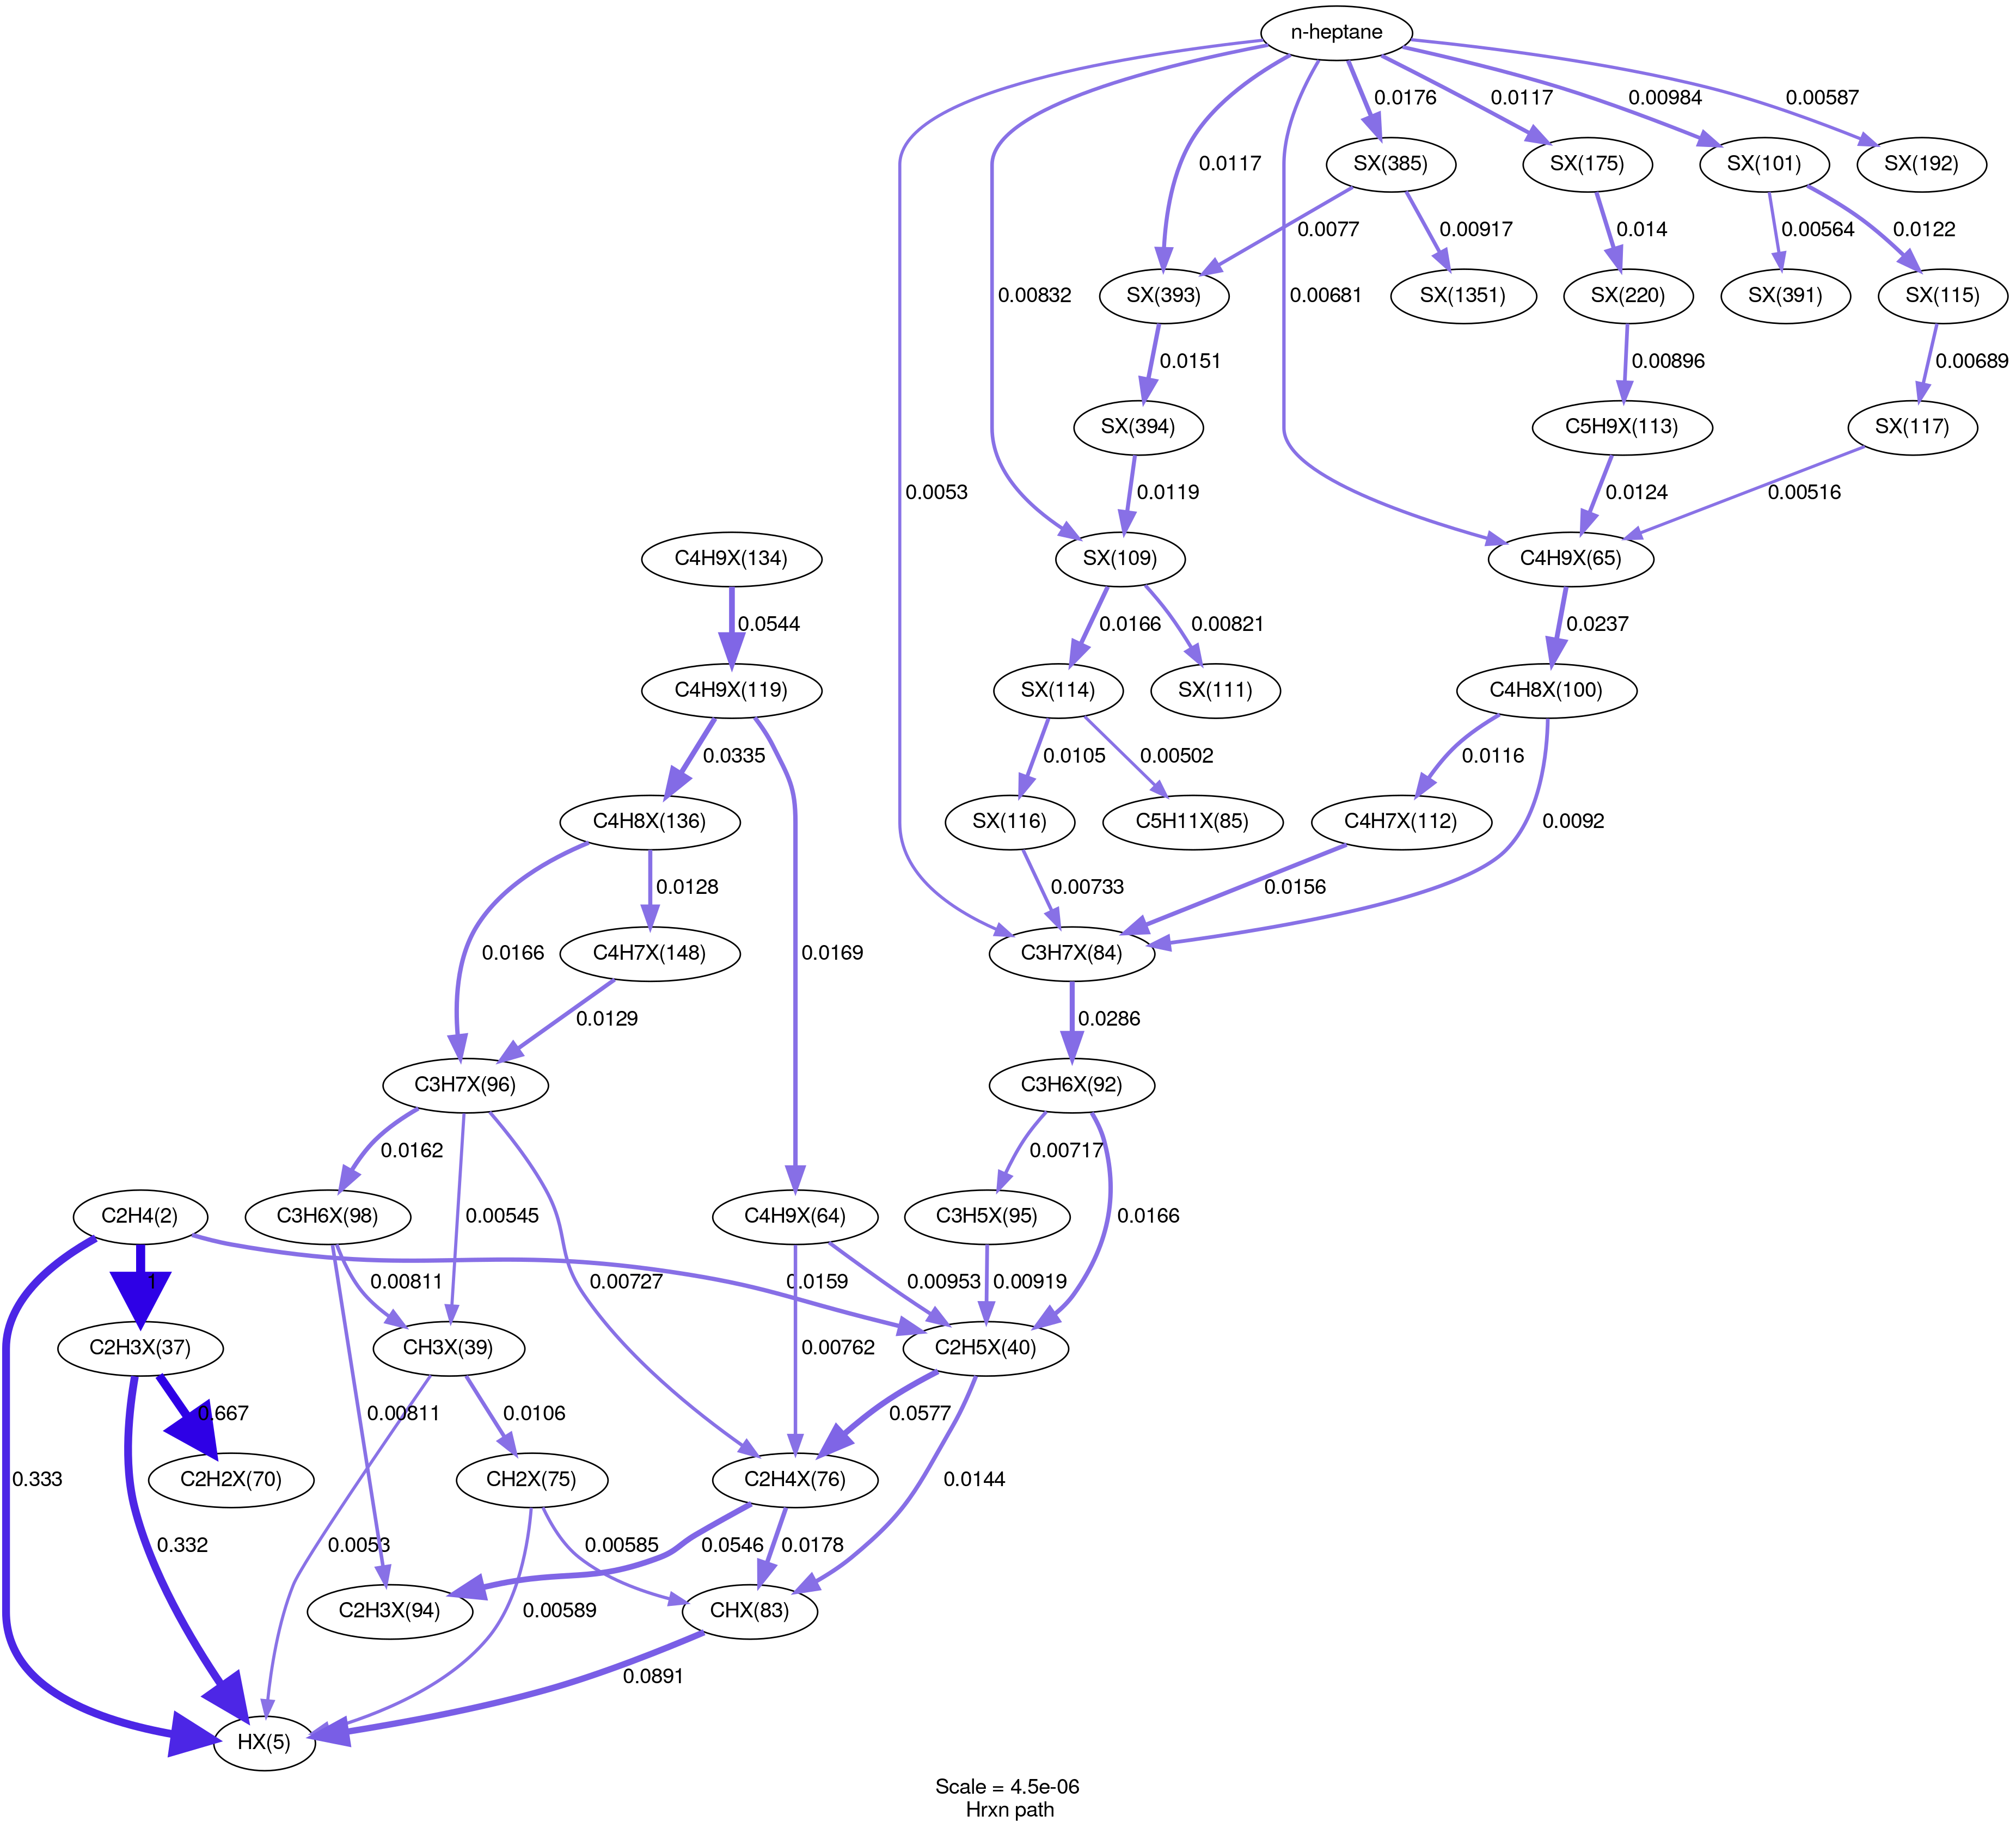 n-heptane
0.0176
0.0117
0.00984
0.00587
SX(385)
SX(175)
SX(101)
SX(192)
0.0117
0.0077
0.00917
0.014
0.00564
0.0122
0.00832
0.00681
SX(393)
SX(1351)
SX(220)
SX(391)
SX(115)
0.0151
0.00896
0.00689
SX(394)
C5H9X(113)
SX(117)
0.0053
0.0119
0.0124
0.00516
C4H9X(134)
SX(109)
C4H9X(65)
0.0544
0.0166
0.00821
0.0237
C4H9X(119)
SX(114)
SX(111)
C4H8X(100)
0.0335
0.0105
0.00502
0.0116
C4H8X(136)
SX(116)
C5H11X(85)
C4H7X(112)
0.0092
0.0128
0.00733
0.0156
0.0166
C4H7X(148)
0.0169
C3H7X(84)
0.0129
0.0286
C3H7X(96)
C3H6X(92)
0.0162
0.00717
C2H4(2)
C3H6X(98)
0.00545
C4H9X(64)
C3H5X(95)
0.0166
1
0.00811
0.00727
0.0159
0.00953
0.00919
C2H3X(37)
CH3X(39)
0.00762
C2H5X(40)
0.667
0.00811
0.0106
0.0577
0.333
C2H2X(70)
CH2X(75)
C2H4X(76)
0.0144
0.332
0.0053
0.00585
0.0546
0.0178
C2H3X(94)
0.00589
CHX(83)
0.0891
HX(5)
Scale = 4.5e-06
Hrxn path